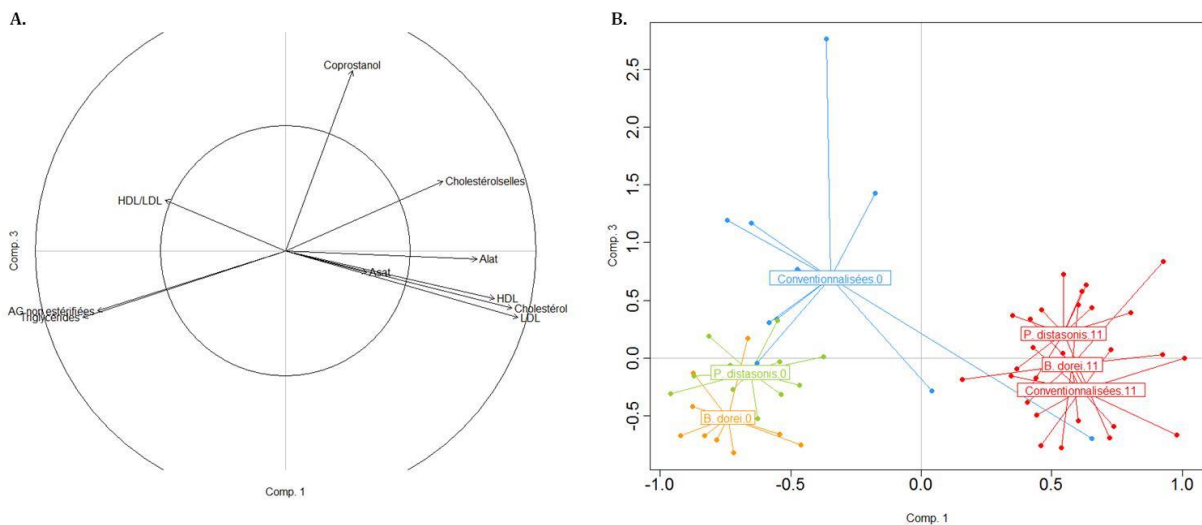 A.
Coprostanol
Cholestérolselles
HDL/LDL
Comp. 3
Alat
Asat
HDL
Cholestérol
LDL
AG non estérifiées
Triglycérides
Comp. 1
B.
2.5
2.0
1.5
1.0
0.5
0.0
-0.5
Comp. 3
Conventionnalisées.0
P. distasonis.11
B. dorei.11
Conventionnalisées.11
P. distasonis.0
B. dorei.0
-1.0 -0.5 0.0 0.5 1.0
Comp. 1